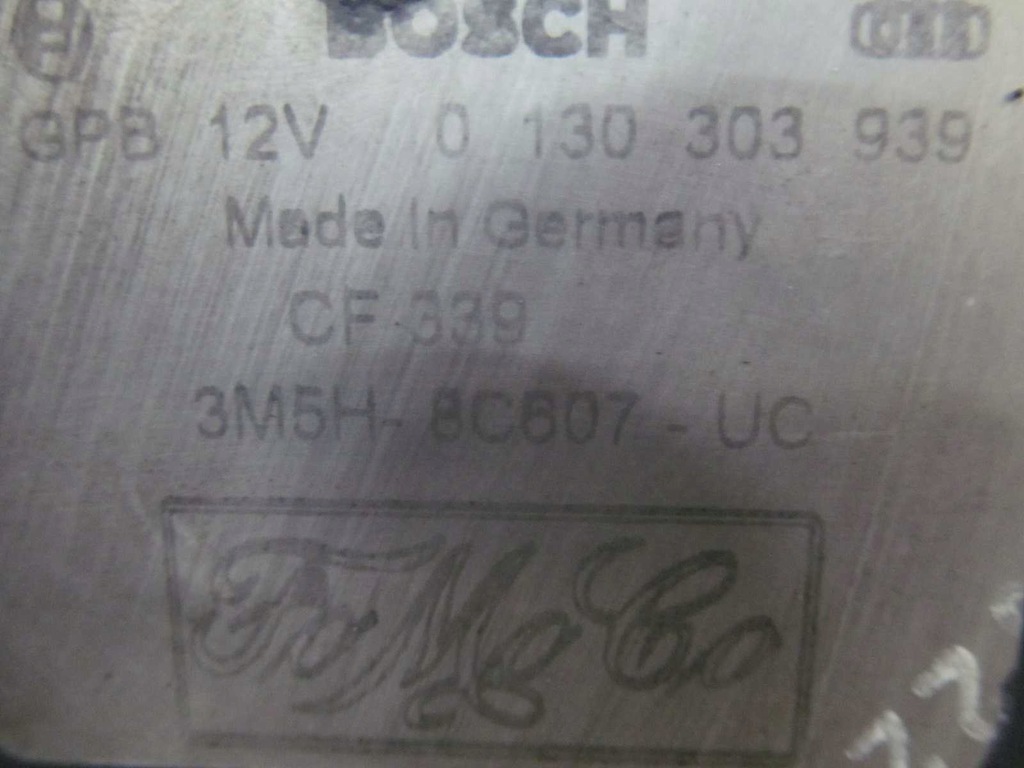 BOSCH
GPB 12V 0 130 303 939
Made In Germany
CF 339
3M5H-8C607-UC
FoMoCo